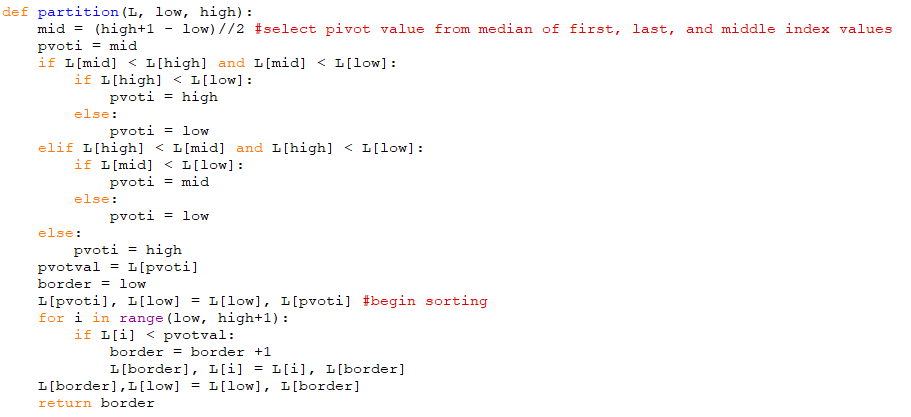 def partition(L, low, high):
    mid = (high+1 - low)//2 #select pivot value from median of first, last, and middle index values
    pvoti = mid
    if L[mid] < L[high] and L[mid] < L[low]:
        if L[high] < L[low]:
            pvoti = high
        else:
            pvoti = low
    elif L[high] < L[mid] and L[high] < L[low]:
        if L[mid] < L[low]:
            pvoti = mid
        else:
            pvoti = low
    else:
        pvoti = high
    pvotval = L[pvoti]
    border = low
    L[pvoti], L[low] = L[low], L[pvoti] #begin sorting
    for i in range(low, high+1):
        if L[i] < pvotval:
            border = border +1
            L[border], L[i] = L[i], L[border]
    L[border],L[low] = L[low], L[border]
    return border